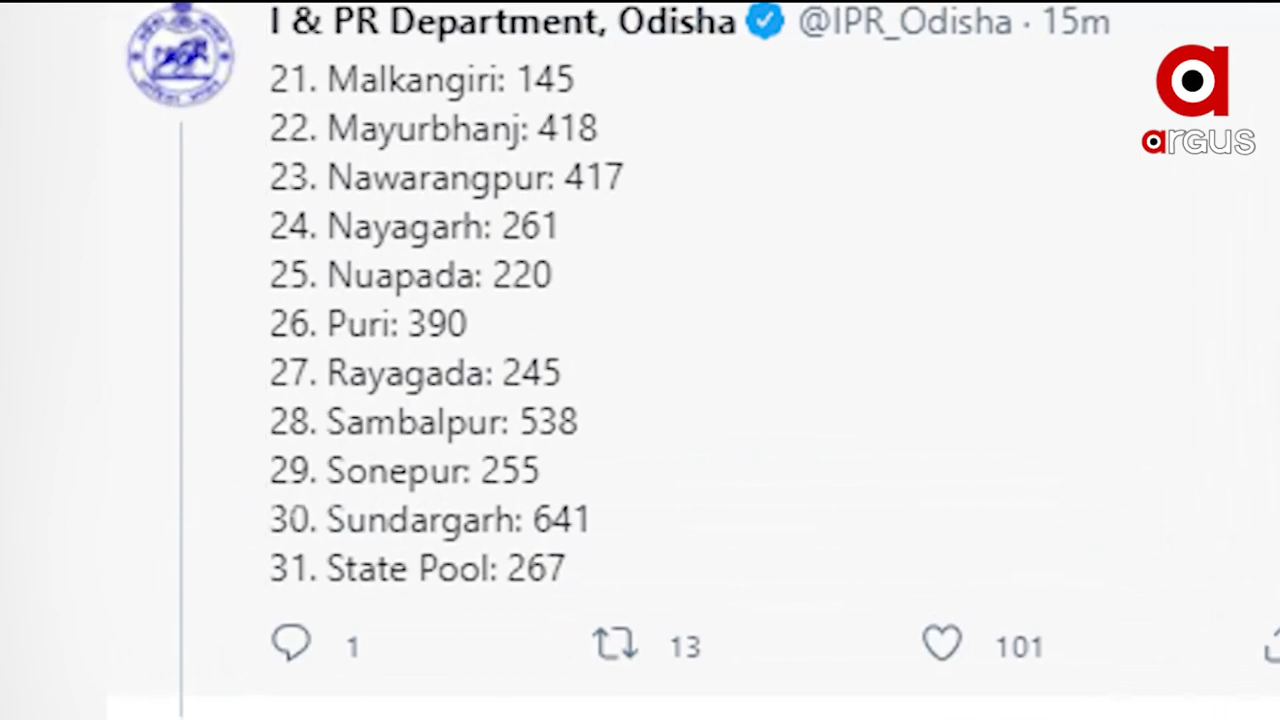 I & PR Department, Odisha @IPR_Odisha · 15m
21. Malkangiri: 145
22. Mayurbhanj: 418
23. Nawarangpur: 417
24. Nayagarh: 261
25. Nuapada: 220
26. Puri: 390
27. Rayagada: 245
28. Sambalpur: 538
29. Sonepur: 255
30. Sundargarh: 641
31. State Pool: 267
1 13 101
a
argus